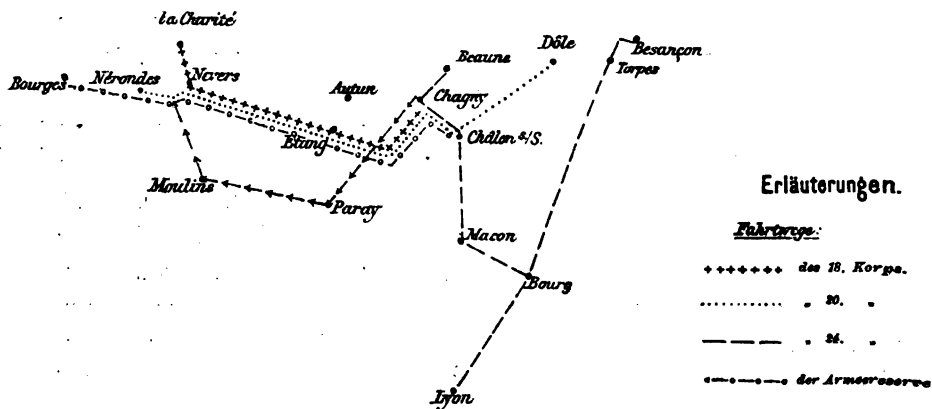 la Charité
Bourges
Nérondes
Nevers
Autun
Beaune
Dôle
Besançon
Torpes
Chagny
Châlon s/S.
Étang
Moulins
Paray
Macon
Bourg
Lyon
Erläuterungen.
Fahrtwege:
des 18. Korps.
„ 20. „
„ 24. „
der Armeereserve